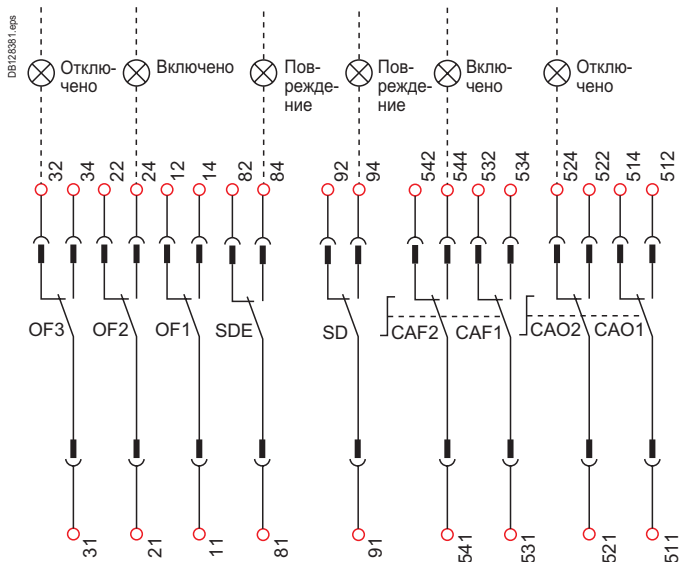 DB128381.eps
Отклю-
чено
Включено
Пов-
режде-
ние
Пов-
режде-
ние
Вклю-
чено
Отклю-
чено
32
34
22
24
12
14
82
84
92
94
542
544
532
534
524
522
514
512
OF3
OF2
OF1
SDE
SD
CAF2
CAF1
CAO2
CAO1
31
21
11
81
91
541
531
521
511